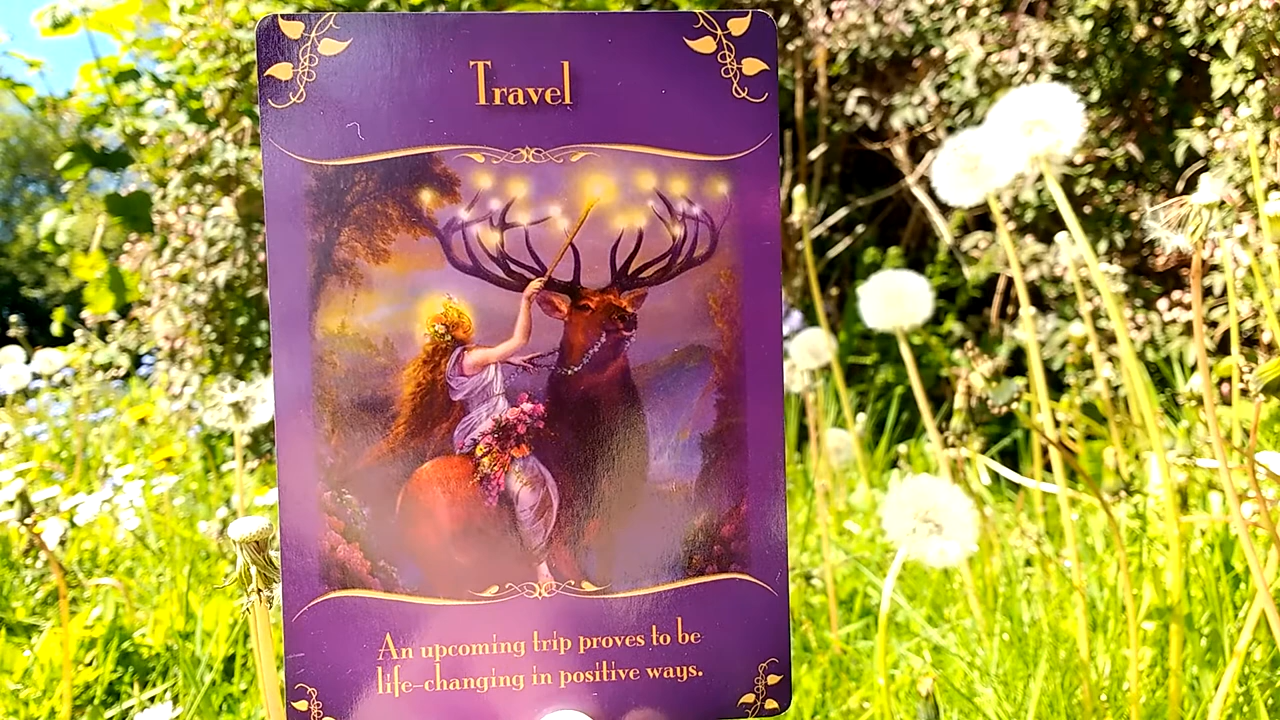 Travel
An upcoming trip proves to be
life-changing in positive ways.